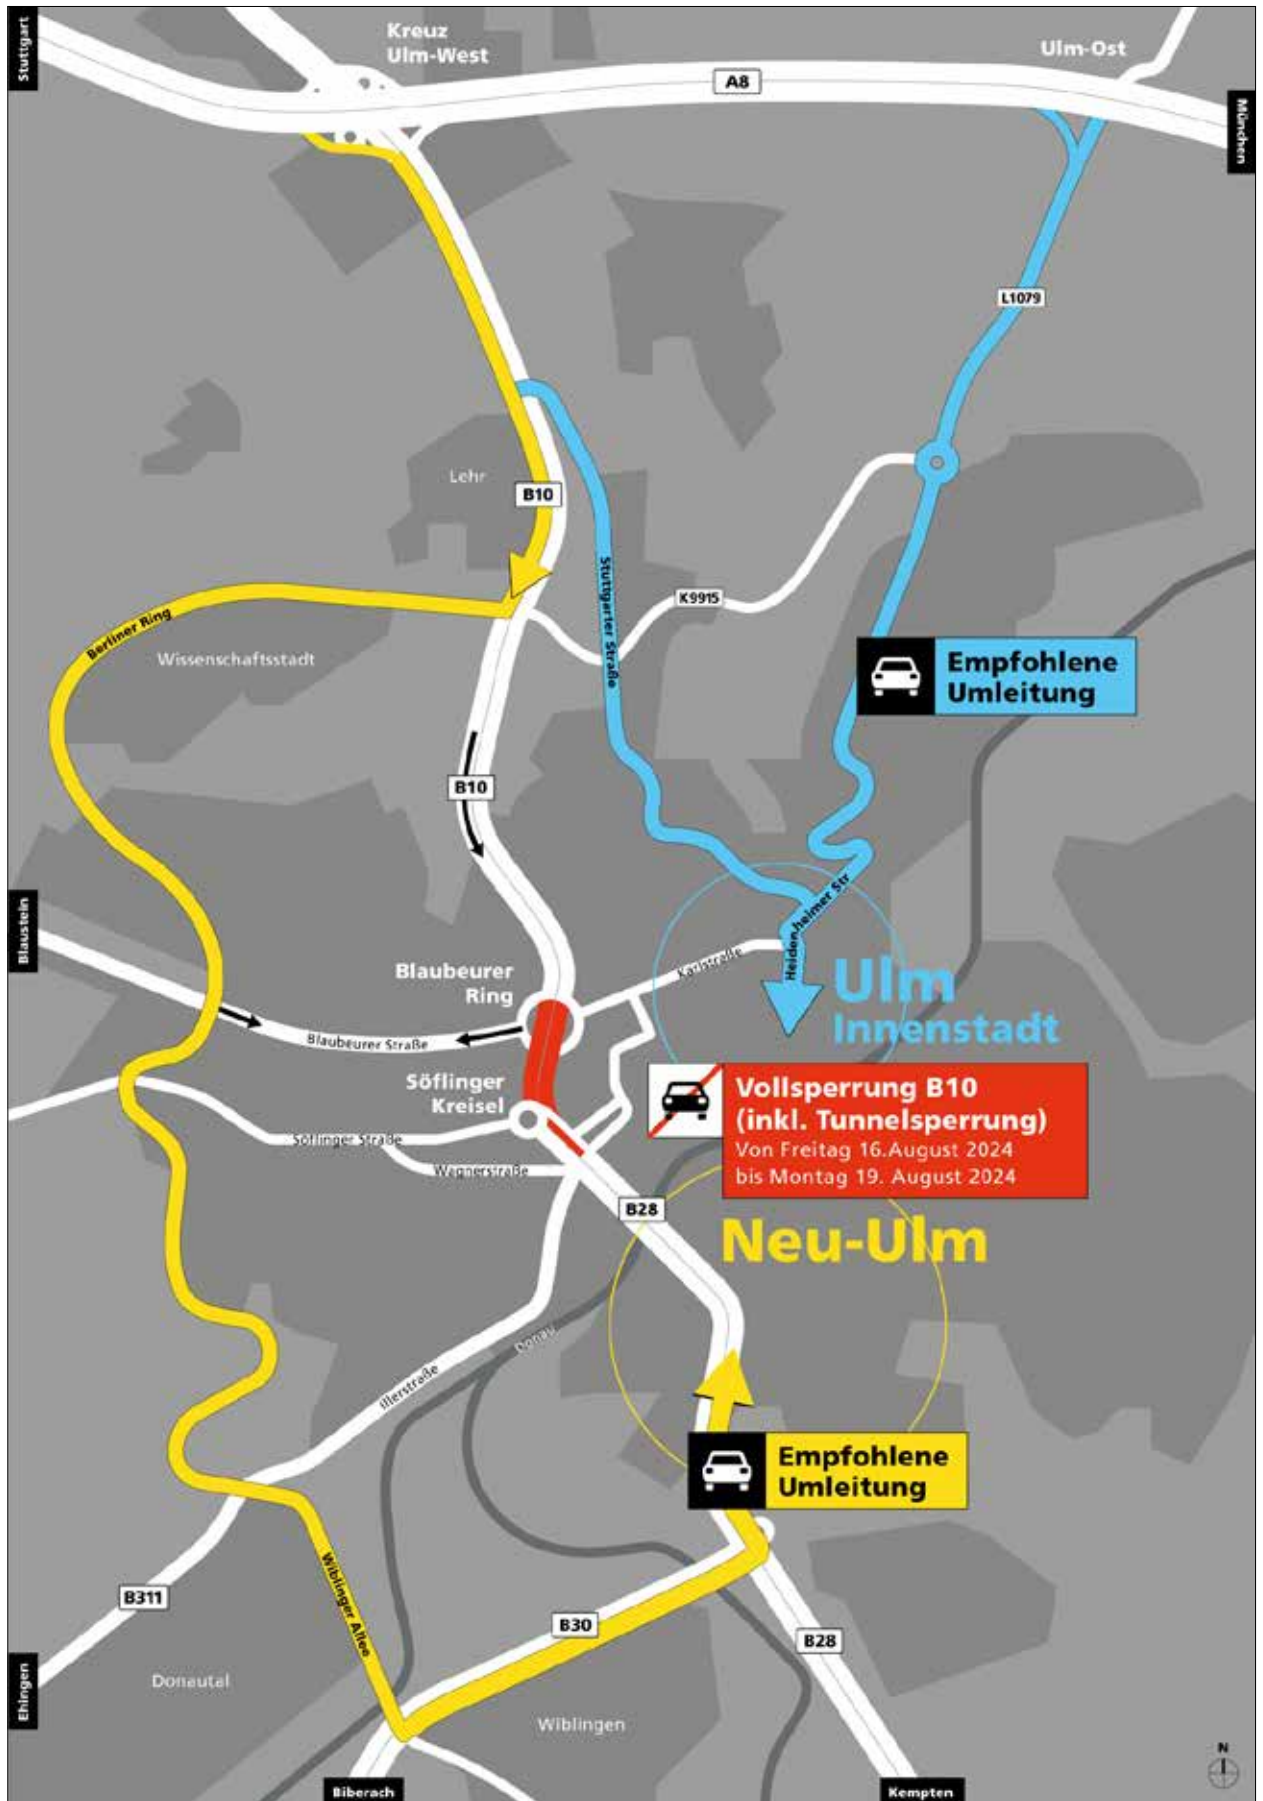 Stuttgart
Kreuz
Ulm-West
Ulm-Ost
A8
München
L1079
Lehr
B10
Stuttgarter Straße
K9915
Berliner Ring
Wissenschaftsstadt
Empfohlene
Umleitung
B10
Heidenheimer Str
Blaustein
Karlstraße
Blaubeurer
Ring
Ulm
Innenstadt
Blaubeurer Straße
Söflinger
Kreisel
Vollsperrung B10
(inkl. Tunnelsperrung)
Von Freitag 16.August 2024
bis Montag 19. August 2024
Söflinger Straße
Wagnerstraße
B28
Neu-Ulm
Donau
Illerstraße
Empfohlene
Umleitung
Wiblinger Allee
B311
B30
B28
Ehingen
Donautal
Wiblingen
N
Biberach
Kempten